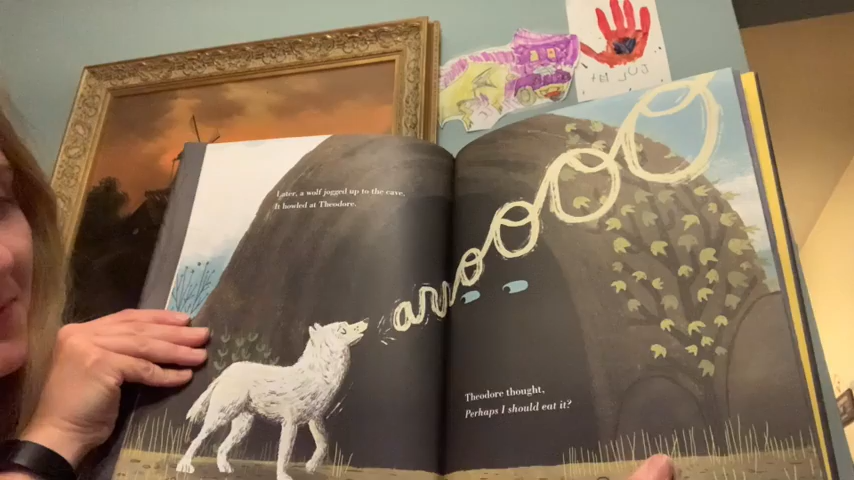 Later, a wolf jogged up to the cave.
It howled at Theodore.
arooooo
Theodore thought,
Perhaps I should eat it?